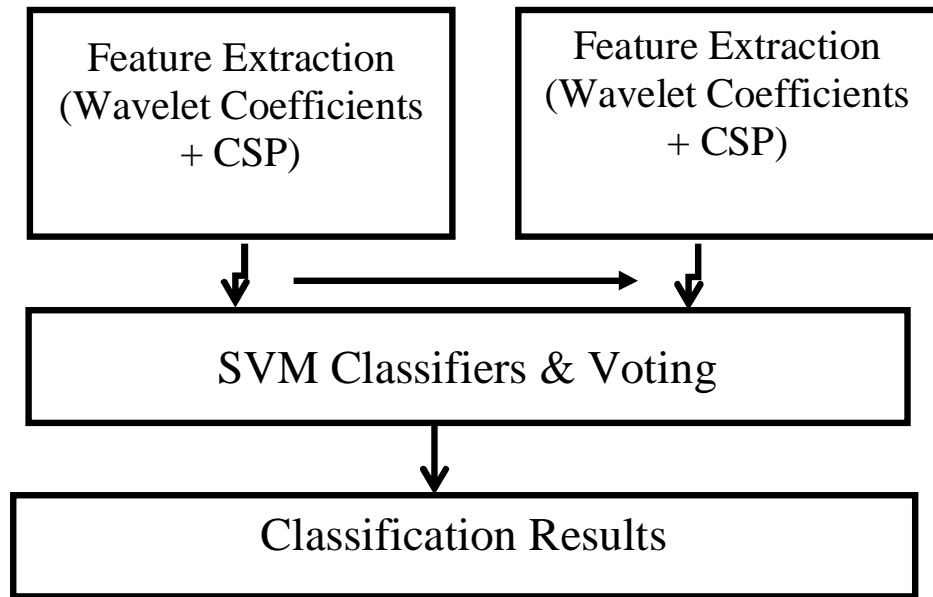 Feature Extraction
(Wavelet Coefficients
+ CSP)
Feature Extraction
(Wavelet Coefficients
+ CSP)
SVM Classifiers & Voting
Classification Results